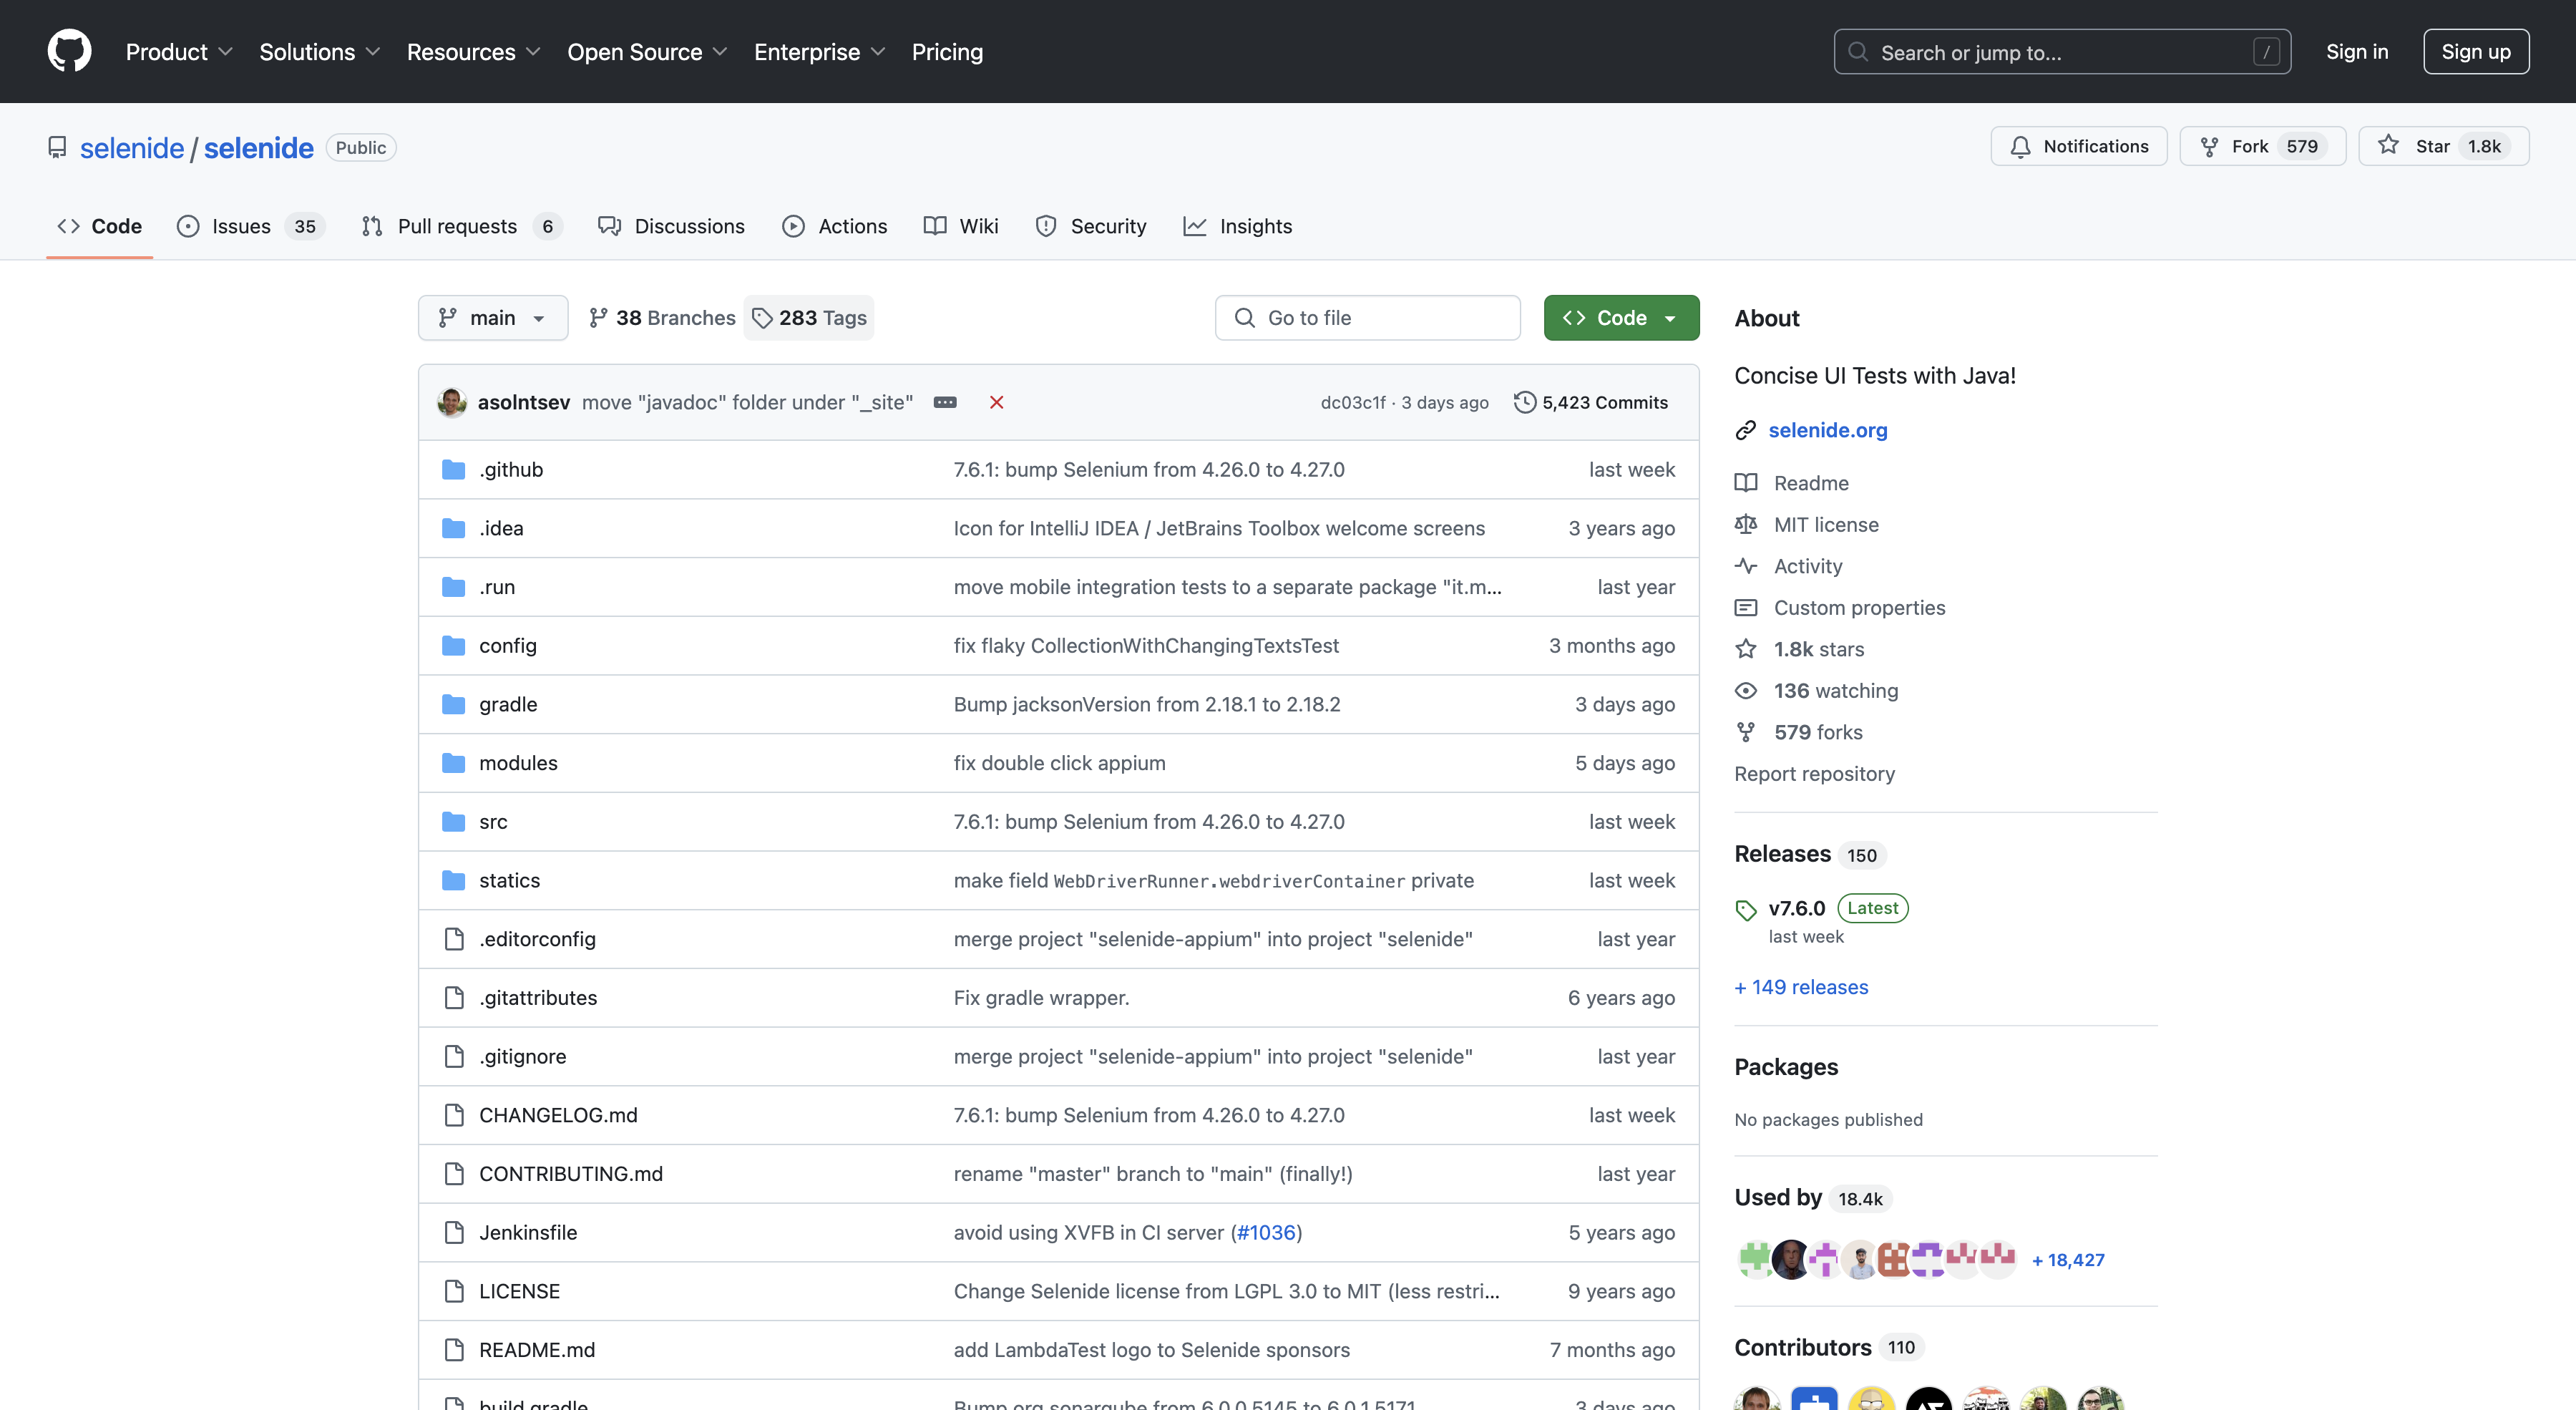 Product Solutions Resources Open Source Enterprise Pricing Search or jump to... / Sign in Sign up
selenide / selenide Public Notifications Fork 579 Star 1.8k
Code Issues 35 Pull requests 6 Discussions Actions Wiki Security Insights
main 38 Branches 283 Tags Go to file Code
asolntsev move "javadoc" folder under "_site" dc03c1f · 3 days ago 5,423 Commits
.github 7.6.1: bump Selenium from 4.26.0 to 4.27.0 last week
.idea Icon for IntelliJ IDEA / JetBrains Toolbox welcome screens 3 years ago
.run move mobile integration tests to a separate package "it.m... last year
config fix flaky CollectionWithChangingTextsTest 3 months ago
gradle Bump jacksonVersion from 2.18.1 to 2.18.2 3 days ago
modules fix double click appium 5 days ago
src 7.6.1: bump Selenium from 4.26.0 to 4.27.0 last week
statics make field WebDriverRunner.webdriverContainer private last week
.editorconfig merge project "selenide-appium" into project "selenide" last year
.gitattributes Fix gradle wrapper. 6 years ago
.gitignore merge project "selenide-appium" into project "selenide" last year
CHANGELOG.md 7.6.1: bump Selenium from 4.26.0 to 4.27.0 last week
CONTRIBUTING.md rename "master" branch to "main" (finally!) last year
Jenkinsfile avoid using XVFB in CI server (#1036) 5 years ago
LICENSE Change Selenide license from LGPL 3.0 to MIT (less restri... 9 years ago
README.md add LambdaTest logo to Selenide sponsors 7 months ago
build.gradle Bump org.sonarqube from 6.0.0.5145 to 6.0.1.5171 3 days ago
About
Concise UI Tests with Java!
selenide.org
Readme
MIT license
Activity
Custom properties
1.8k stars
136 watching
579 forks
Report repository
Releases 150
v7.6.0 Latest
last week
+ 149 releases
Packages
No packages published
Used by 18.4k
+ 18,427
Contributors 110